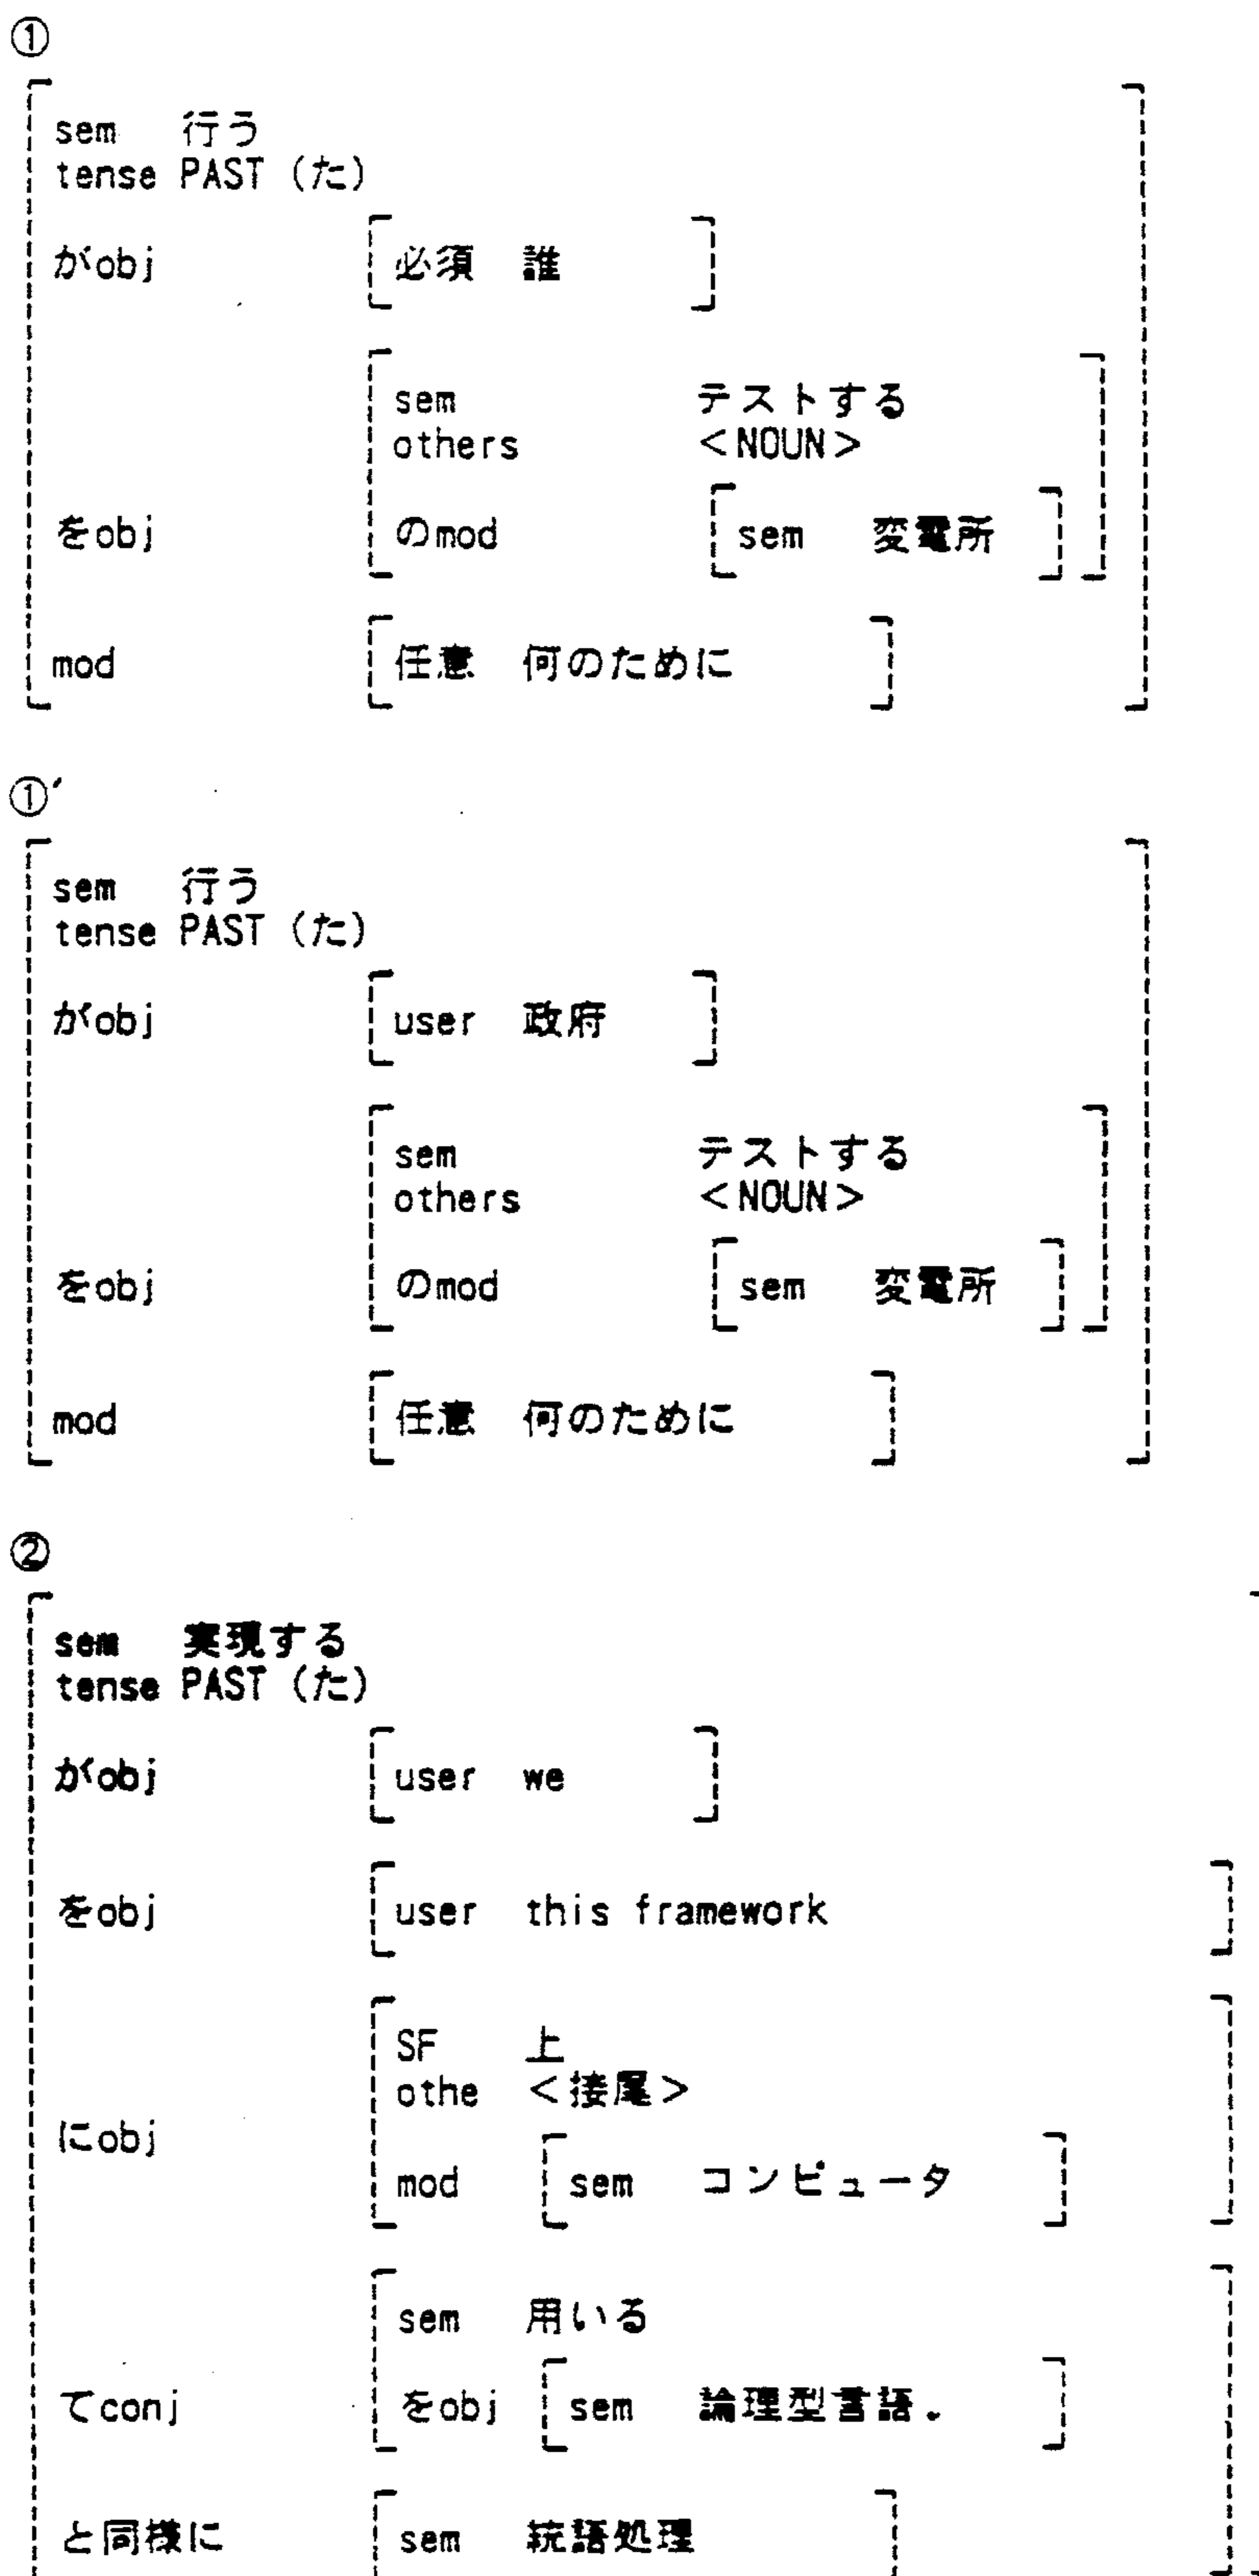 ①
sem 行う
tense PAST (た)
がobj 必須 誰
sem テストする
others <NOUN>
をobj のmod sem 変電所
mod 任意 何のために
①′
sem 行う
tense PAST (た)
がobj user 政府
sem テストする
others <NOUN>
をobj のmod sem 変電所
mod 任意 何のために
②
sem 実現する
tense PAST (た)
がobj user we
をobj user this framework
SF 上
othe <接尾>
にobj
mod sem コンピュータ
sem 用いる
てconj をobj sem 論理型言語.
と同様に sem 統語処理